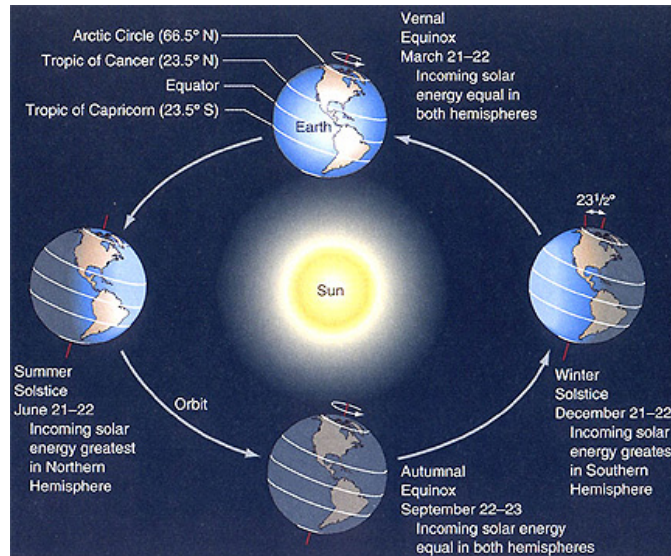 Arctic Circle (66.5° N)
Tropic of Cancer (23.5° N)
Equator
Tropic of Capricorn (23.5° S)
Earth
Vernal
Equinox
March 21–22
Incoming solar
energy equal in
both hemispheres
23½°
Sun
Summer
Solstice
June 21–22
Incoming solar
energy greatest
in Northern
Hemisphere
Orbit
Winter
Solstice
December 21–22
Incoming solar
energy greatest
in Southern
Hemisphere
Autumnal
Equinox
September 22–23
Incoming solar energy
equal in both hemispheres